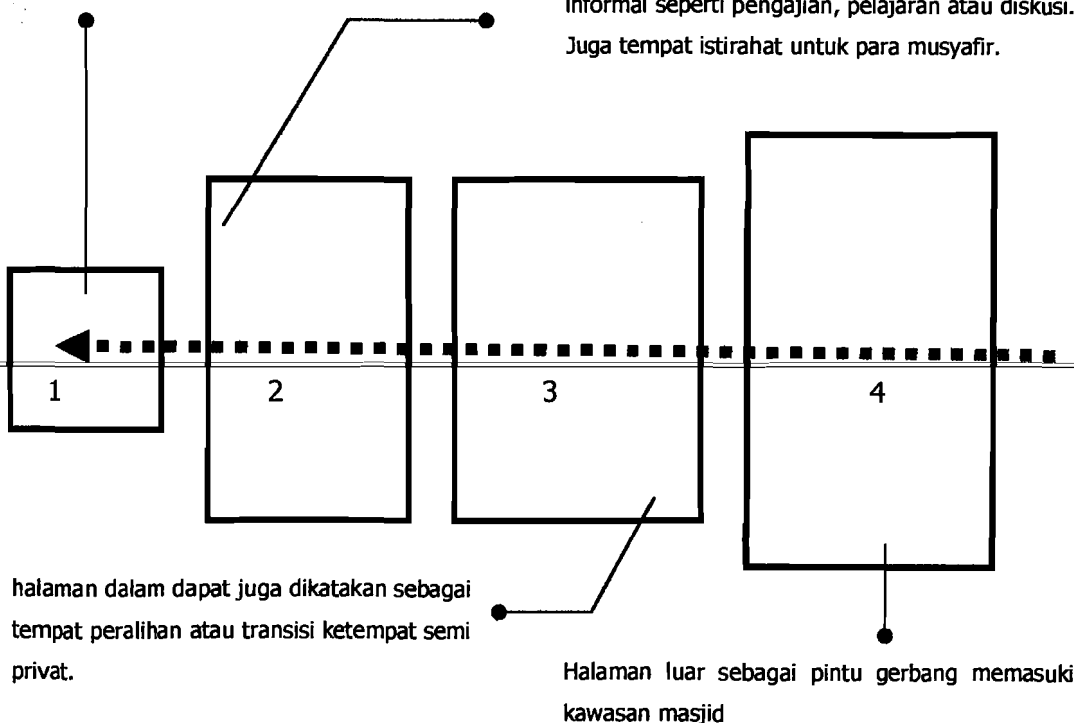 informal seperti pengajian, pelajaran atau diskusi.
Juga tempat istirahat untuk para musyafir.
1
2
3
4
halaman dalam dapat juga dikatakan sebagai
tempat peralihan atau transisi ketempat semi
privat.
Halaman luar sebagai pintu gerbang memasuki
kawasan masjid